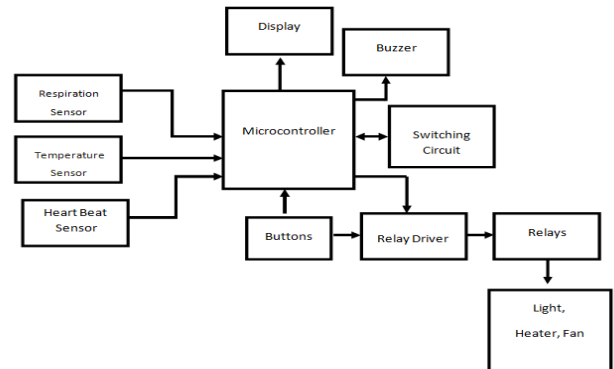 Display
Buzzer
Respiration
Sensor
Microcontroller
Switching
Circuit
Temperature
Sensor
Heart Beat
Sensor
Buttons
Relay Driver
Relays
Light,
Heater, Fan